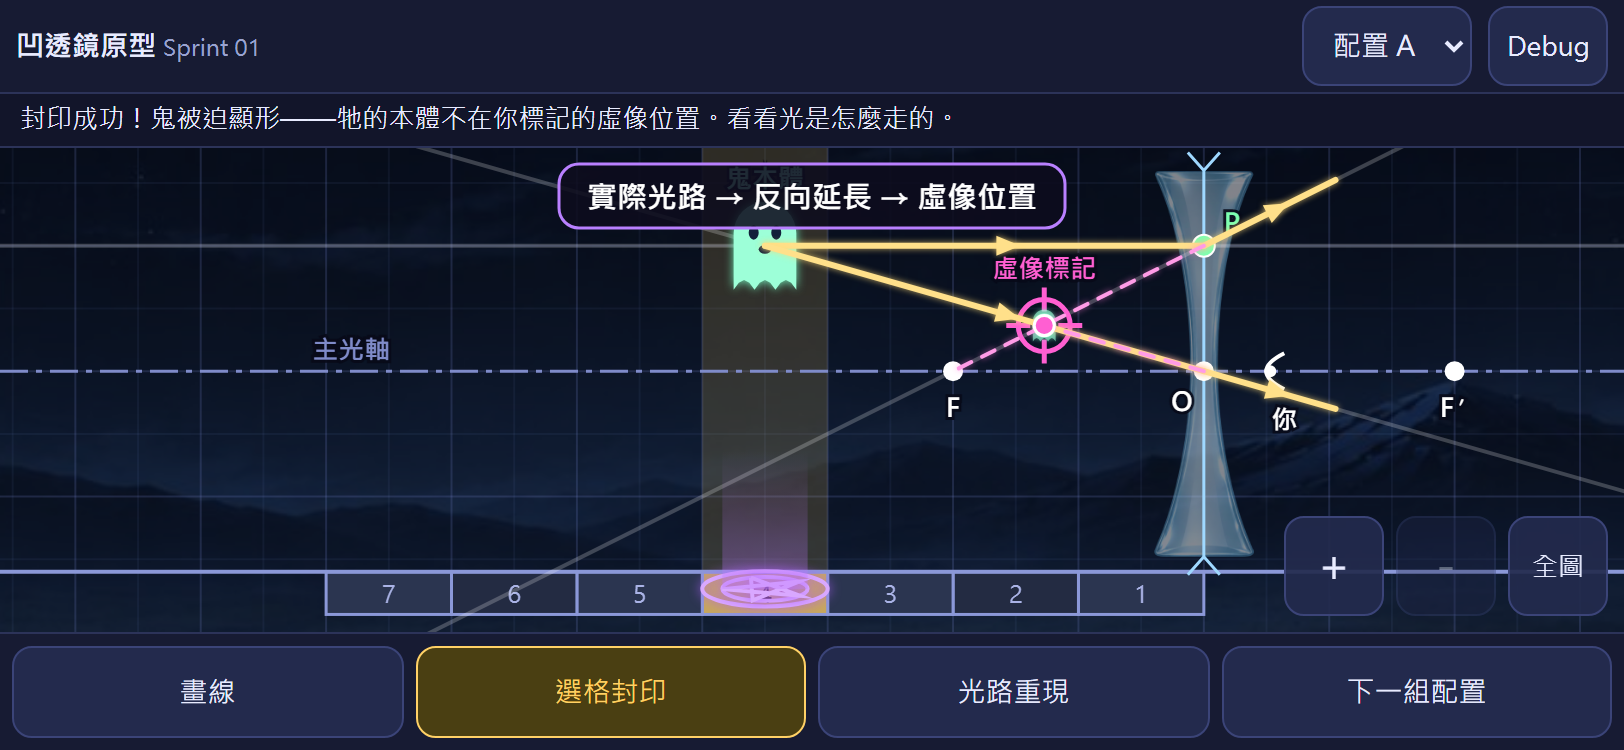 凹透鏡原型 Sprint 01
配置 A
Debug
封印成功！鬼被迫顯形——牠的本體不在你標記的虛像位置。看看光是怎麼走的。
鬼本體
實際光路 → 反向延長 → 虛像位置
P
虛像標記
主光軸
F
O
你
F′
7
6
5
3
2
1
+
-
全圖
畫線
選格封印
光路重現
下一組配置